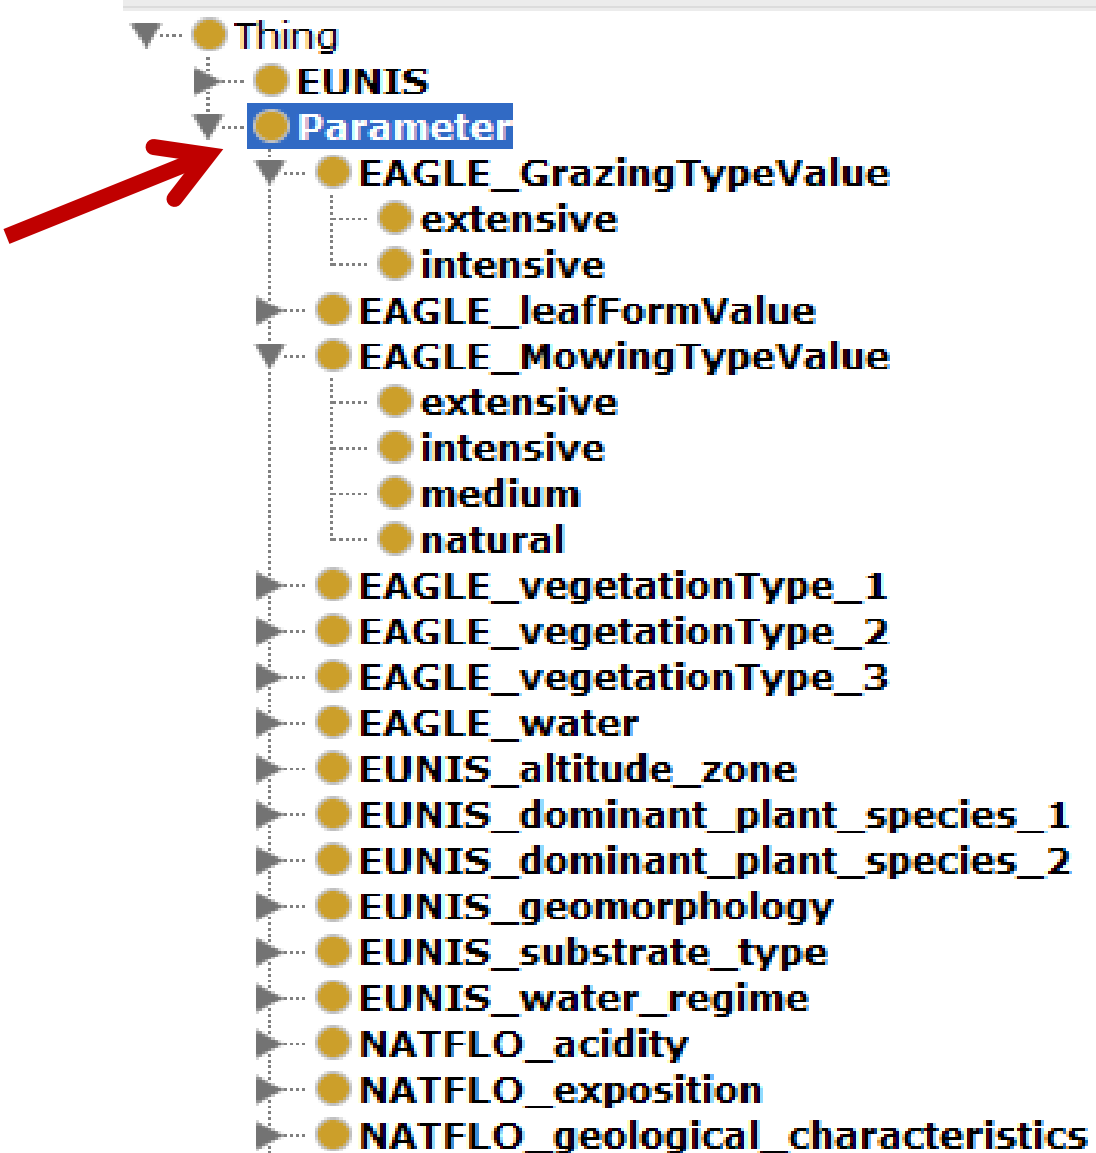 Thing
EUNIS
Parameter
EAGLE_GrazingTypeValue
extensive
intensive
EAGLE_leafFormValue
EAGLE_MowingTypeValue
extensive
intensive
medium
natural
EAGLE_vegetationType_1
EAGLE_vegetationType_2
EAGLE_vegetationType_3
EAGLE_water
EUNIS_altitude_zone
EUNIS_dominant_plant_species_1
EUNIS_dominant_plant_species_2
EUNIS_geomorphology
EUNIS_substrate_type
EUNIS_water_regime
NATFLO_acidity
NATFLO_exposition
NATFLO_geological_characteristics